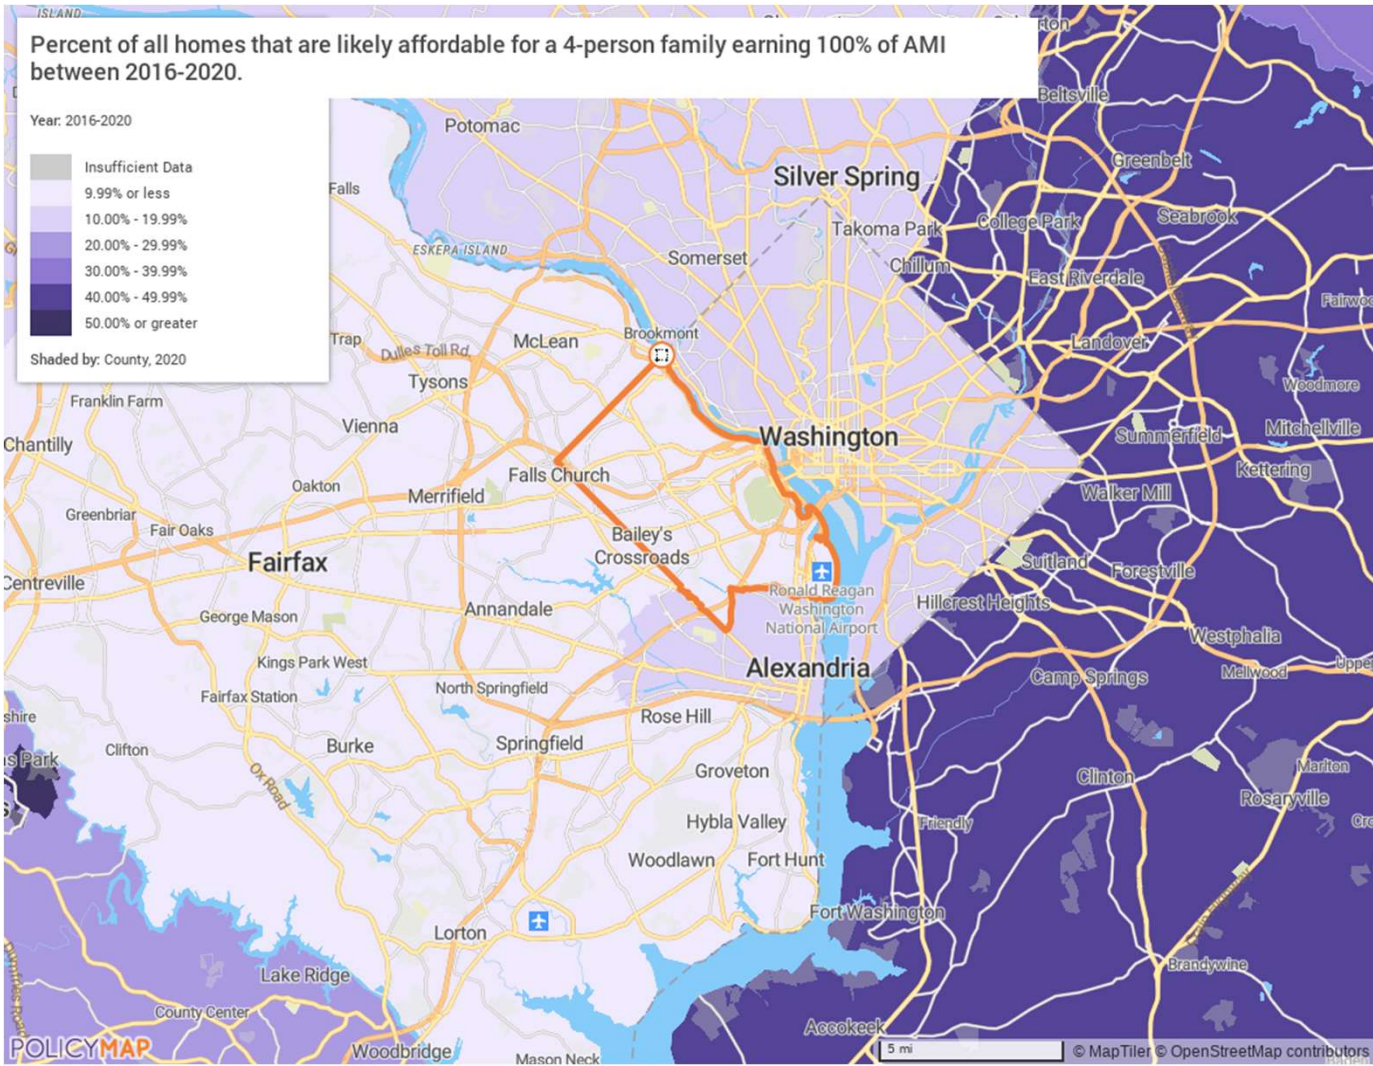 ISLAND
Percent of all homes that are likely affordable for a 4-person family earning 100% of AMI
between 2016-2020.
Year: 2016-2020
Insufficient Data
9.99% or less
10.00% - 19.99%
20.00% - 29.99%
30.00% - 39.99%
40.00% - 49.99%
50.00% or greater
Shaded by: County, 2020
Beltsville
Potomac
Greenbelt
Silver Spring
Falls
Seabrook
College Park
Takoma Park
ESKERA ISLAND
Somerset
Chillum
East Riverdale
Brookmont
Trap
Dulles Toll Rd.
McLean
Landover
Tysons
Woodmore
Franklin Farm
Vienna
Washington
Summerfield
Mitchellville
Chantilly
Falls Church
Kettering
Oakton
Merrifield
Walker Mill
Greenbriar
Fair Oaks
Bailey's
Crossroads
Fairfax
Suitland
Forestville
Centreville
Ronald Reagan
Washington
National Airport
Annandale
Hillcrest Heights
George Mason
Westphalia
Kings Park West
Alexandria
Mellwood
Camp Springs
Fairfax Station
North Springfield
Rose Hill
shire
Clifton
Burke
Springfield
s Park
Groveton
Clinton
Marlton
Ox Road
Rosaryville
Hybla Valley
Friendly
Woodlawn
Fort Hunt
Fort Washington
Lorton
Lake Ridge
Brandywine
County Center
Accokeek
POLICYMAP
Woodbridge
Mason Neck
5 mi
© MapTiler © OpenStreetMap contributors